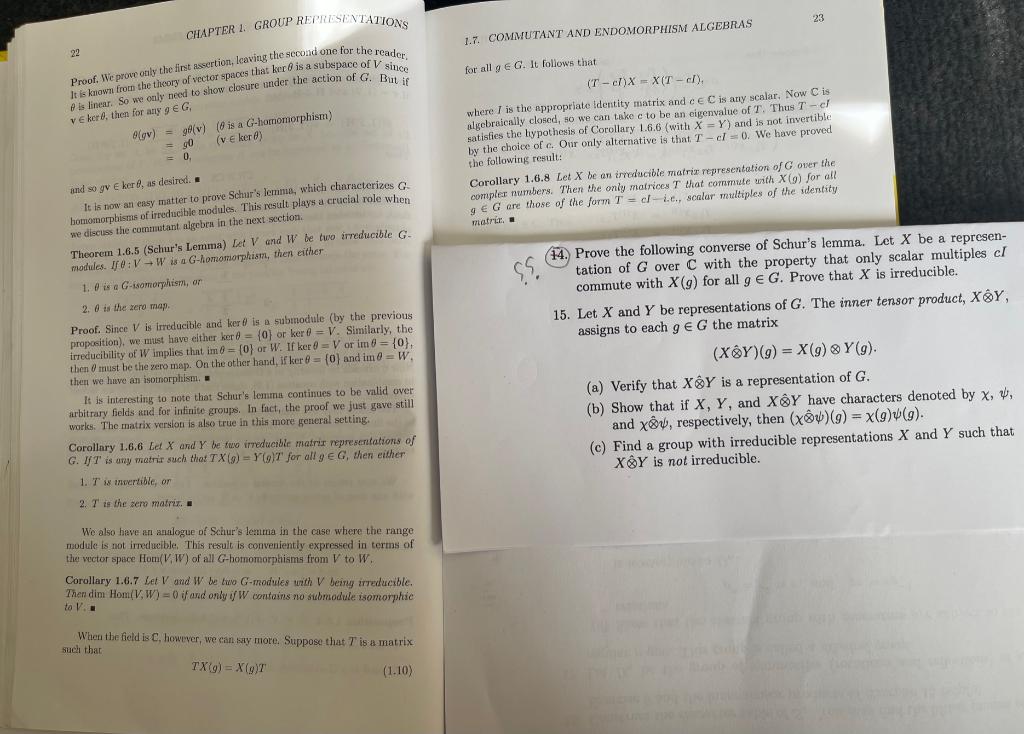 22
CHAPTER 1. GROUP REPRESENTATIONS
Proof. We prove only the first assertion, leaving the second one for the reader.
It is known from the theory of vector spaces that ker θ is a subspace of V since
θ is linear. So we only need to show closure under the action of G. But if
v ∈ ker θ, then for any g ∈ G,
θ(gv) = gθ(v) (θ is a G-homomorphism)
= g0 (v ∈ ker θ)
= 0,
and so gv ∈ ker θ, as desired. ■
It is now an easy matter to prove Schur's lemma, which characterizes G-
homomorphisms of irreducible modules. This result plays a crucial role when
we discuss the commutant algebra in the next section.
Theorem 1.6.5 (Schur's Lemma) Let V and W be two irreducible G-
modules. If θ : V → W is a G-homomorphism, then either
1. θ is a G-isomorphism, or
2. θ is the zero map.
Proof. Since V is irreducible and ker θ is a submodule (by the previous
proposition), we must have either ker θ = {0} or ker θ = V. Similarly, the
irreducibility of W implies that im θ = {0} or W. If ker θ = V or im θ = {0},
then θ must be the zero map. On the other hand, if ker θ = {0} and im θ = W,
then we have an isomorphism. ■
It is interesting to note that Schur's lemma continues to be valid over
arbitrary fields and for infinite groups. In fact, the proof we just gave still
works. The matrix version is also true in this more general setting.
Corollary 1.6.6 Let X and Y be two irreducible matrix representations of
G. If T is any matrix such that TX(g) = Y(g)T for all g ∈ G, then either
1. T is invertible, or
2. T is the zero matrix. ■
We also have an analogue of Schur's lemma in the case where the range
module is not irreducible. This result is conveniently expressed in terms of
the vector space Hom(V, W) of all G-homomorphisms from V to W.
Corollary 1.6.7 Let V and W be two G-modules with V being irreducible.
Then dim Hom(V, W) = 0 if and only if W contains no submodule isomorphic
to V. ■
When the field is C, however, we can say more. Suppose that T is a matrix
such that
TX(g) = X(g)T (1.10)
1.7. COMMUTANT AND ENDOMORPHISM ALGEBRAS
23
for all g ∈ G. It follows that
(T − cI)X = X(T − cI),
where I is the appropriate identity matrix and c ∈ C is any scalar. Now C is
algebraically closed, so we can take c to be an eigenvalue of T. Thus T − cI
satisfies the hypothesis of Corollary 1.6.6 (with X = Y) and is not invertible
by the choice of c. Our only alternative is that T − cI = 0. We have proved
the following result:
Corollary 1.6.8 Let X be an irreducible matrix representation of G over the
complex numbers. Then the only matrices T that commute with X(g) for all
g ∈ G are those of the form T = cI—i.e., scalar multiples of the identity
matrix. ■
14. Prove the following converse of Schur's lemma. Let X be a represen-
tation of G over C with the property that only scalar multiples cI
commute with X(g) for all g ∈ G. Prove that X is irreducible.
15. Let X and Y be representations of G. The inner tensor product, X⊗̂Y,
assigns to each g ∈ G the matrix
(X⊗̂Y)(g) = X(g) ⊗ Y(g).
(a) Verify that X⊗̂Y is a representation of G.
(b) Show that if X, Y, and X⊗̂Y have characters denoted by χ, ψ,
and χ⊗̂ψ, respectively, then (χ⊗̂ψ)(g) = χ(g)ψ(g).
(c) Find a group with irreducible representations X and Y such that
X⊗̂Y is not irreducible.